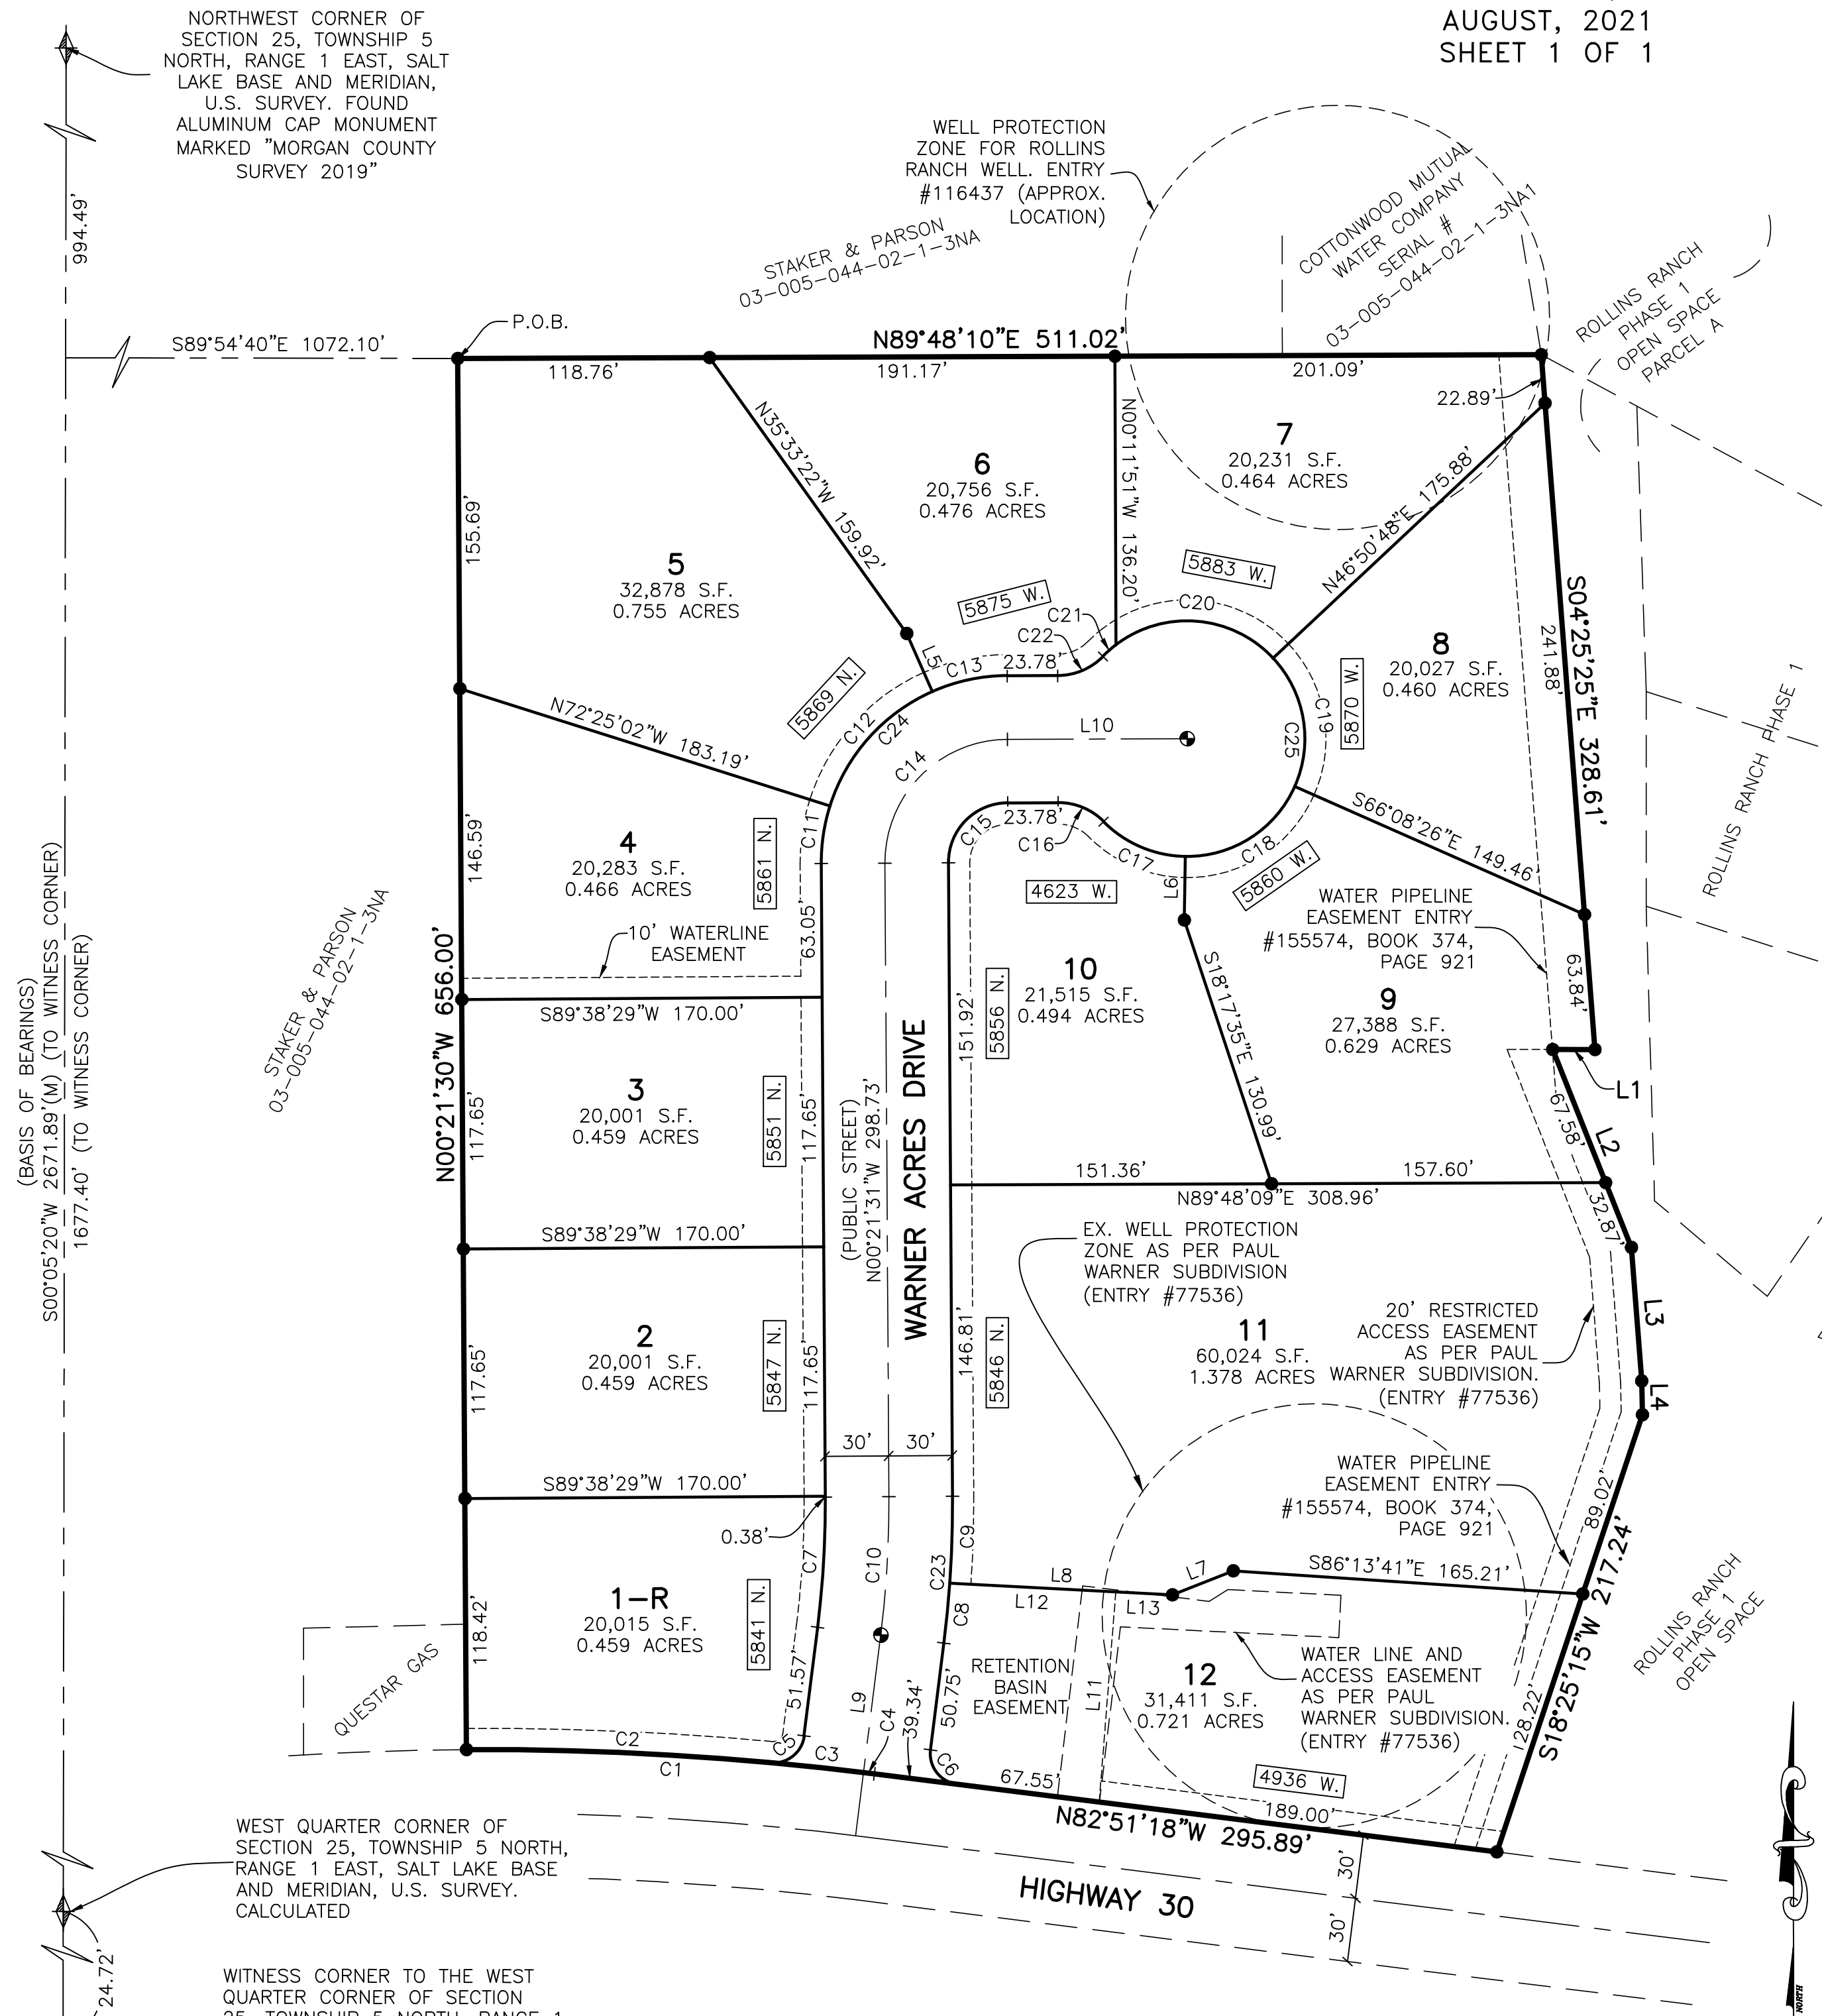 AUGUST, 2021
SHEET 1 OF 1
NORTHWEST CORNER OF
SECTION 25, TOWNSHIP 5
NORTH, RANGE 1 EAST, SALT
LAKE BASE AND MERIDIAN,
U.S. SURVEY. FOUND
ALUMINUM CAP MONUMENT
MARKED "MORGAN COUNTY
SURVEY 2019"
994.49'
WELL PROTECTION
ZONE FOR ROLLINS
RANCH WELL. ENTRY
#116437 (APPROX.
LOCATION)
STAKER & PARSON
03-005-044-02-1-3NA
COTTONWOOD MUTUAL
WATER COMPANY
SERIAL #
03-005-044-02-1-3NA1
ROLLINS RANCH
PHASE 1
OPEN SPACE
PARCEL A
S89°54'40"E 1072.10'
P.O.B.
N89°48'10"E 511.02'
118.76'
191.17'
201.09'
22.89'
N35°33'22"W 159.92'
N00°11'51"W 136.20'
N46°50'48"E 175.88'
155.69'
5
32,878 S.F.
0.755 ACRES
6
20,756 S.F.
0.476 ACRES
7
20,231 S.F.
0.464 ACRES
5883 W.
5875 W.
C20
C21
C22
L5
C13
23.78'
8
20,027 S.F.
0.460 ACRES
241.88'
S04°25'25"E 328.61'
ROLLINS RANCH PHASE 1
5869 N.
C12
C24
C14
L10
C25
C19
5870 W.
N72°25'02"W 183.19'
S66°08'26"E 149.46'
4
20,283 S.F.
0.466 ACRES
146.59'
5861 N.
C11
C15
23.78'
C16
C17
C18
L6
4623 W.
5860 W.
63.05'
10' WATERLINE
EASEMENT
WATER PIPELINE
EASEMENT ENTRY
#155574, BOOK 374,
PAGE 921
63.84'
STAKER & PARSON
03-005-044-02-1-3NA
N00°21'30"W 656.00'
(BASIS OF BEARINGS)
S00°05'20"W 2671.89'(M) (TO WITNESS CORNER)
1677.40' (TO WITNESS CORNER)
S89°38'29"W 170.00'
10
21,515 S.F.
0.494 ACRES
151.92'
5856 N.
S18°17'35"E 130.99'
9
27,388 S.F.
0.629 ACRES
L1
67.58'
L2
3
20,001 S.F.
0.459 ACRES
117.65'
5851 N.
117.65'
(PUBLIC STREET)
N00°21'31"W 298.73'
WARNER ACRES DRIVE
151.36'
157.60'
N89°48'09"E 308.96'
32.87'
S89°38'29"W 170.00'
EX. WELL PROTECTION
ZONE AS PER PAUL
WARNER SUBDIVISION
(ENTRY #77536)
20' RESTRICTED
ACCESS EASEMENT
AS PER PAUL
WARNER SUBDIVISION.
(ENTRY #77536)
L3
L4
11
60,024 S.F.
1.378 ACRES
146.81'
5846 N.
2
20,001 S.F.
0.459 ACRES
117.65'
5847 N.
117.65'
30'
30'
S89°38'29"W 170.00'
0.38'
WATER PIPELINE
EASEMENT ENTRY
#155574, BOOK 374,
PAGE 921
89.02'
S18°25'15"W 217.24'
128.22'
C7
C10
C9
C23
C8
L8
L7
S86°13'41"E 165.21'
L12
L13
L11
1-R
20,015 S.F.
0.459 ACRES
118.42'
5841 N.
51.57'
L9
C4
39.34'
50.75'
RETENTION
BASIN
EASEMENT
12
31,411 S.F.
0.721 ACRES
WATER LINE AND
ACCESS EASEMENT
AS PER PAUL
WARNER SUBDIVISION.
(ENTRY #77536)
ROLLINS RANCH
PHASE 1
OPEN SPACE
QUESTAR GAS
C2
C1
C5
C3
C6
67.55'
4936 W.
189.00'
N82°51'18"W 295.89'
30'
30'
HIGHWAY 30
WEST QUARTER CORNER OF
SECTION 25, TOWNSHIP 5 NORTH,
RANGE 1 EAST, SALT LAKE BASE
AND MERIDIAN, U.S. SURVEY.
CALCULATED
24.72'
WITNESS CORNER TO THE WEST
QUARTER CORNER OF SECTION
25, TOWNSHIP 5 NORTH, RANGE 1
NORTH